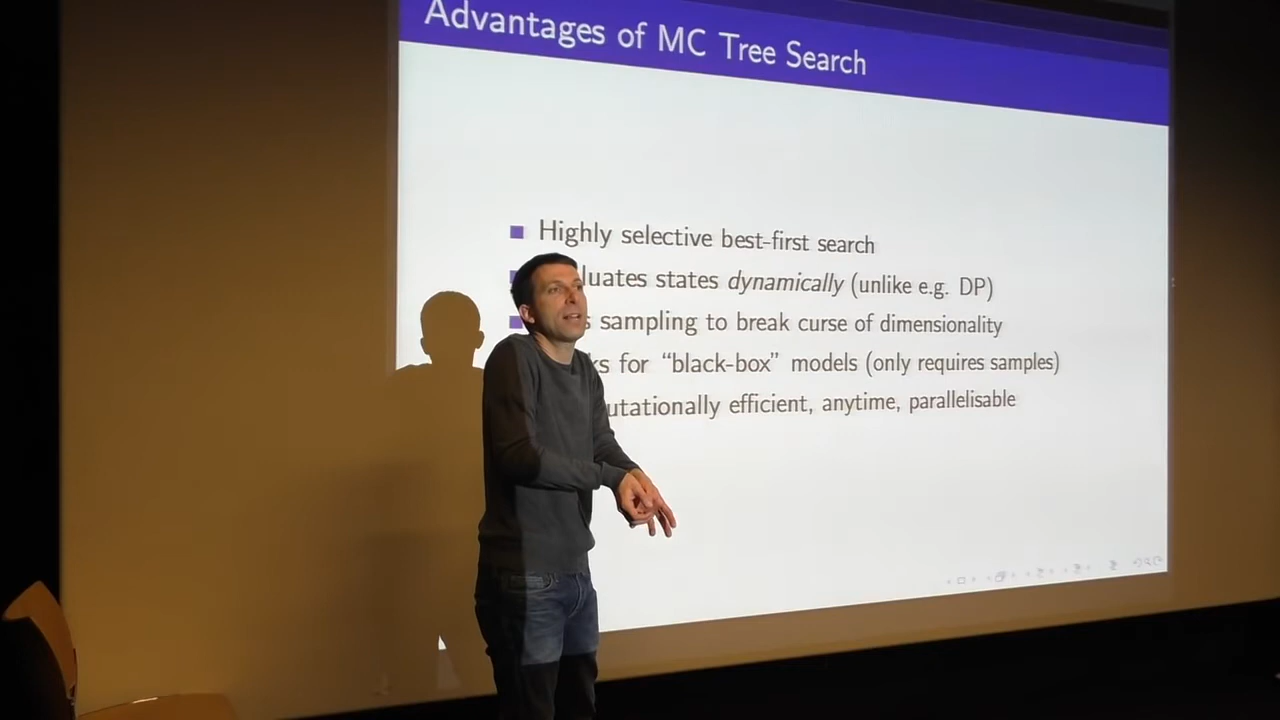 Advantages of MC Tree Search
Highly selective best-first search
luates states dynamically (unlike e.g. DP)
s sampling to break curse of dimensionality
ks for “black-box” models (only requires samples)
utationally efficient, anytime, parallelisable